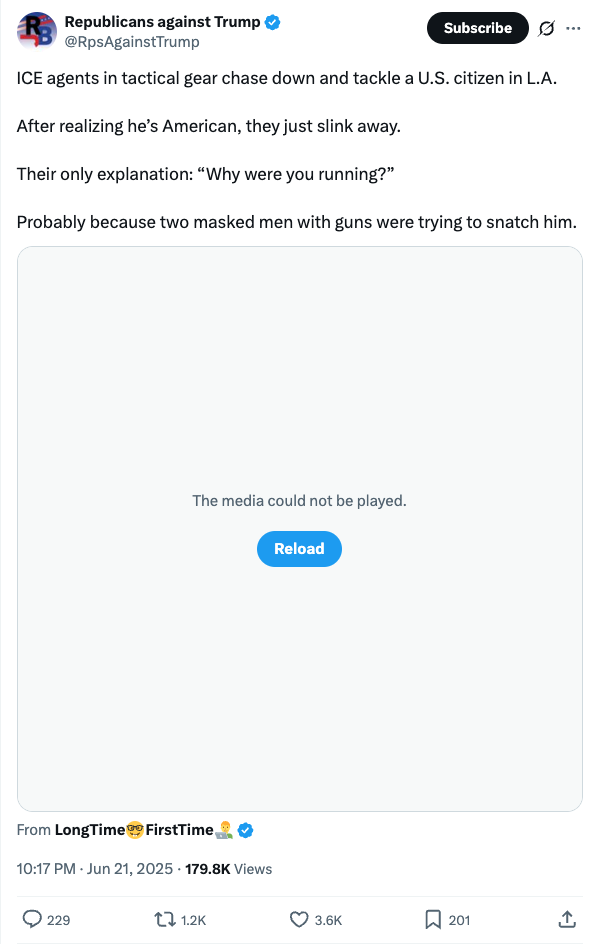 Republicans against Trump
@RpsAgainstTrump
Subscribe
ICE agents in tactical gear chase down and tackle a U.S. citizen in L.A.
After realizing he’s American, they just slink away.
Their only explanation: “Why were you running?”
Probably because two masked men with guns were trying to snatch him.
The media could not be played.
Reload
From LongTime🤓FirstTime👨‍💻
10:17 PM · Jun 21, 2025 · 179.8K Views
229 1.2K 3.6K 201